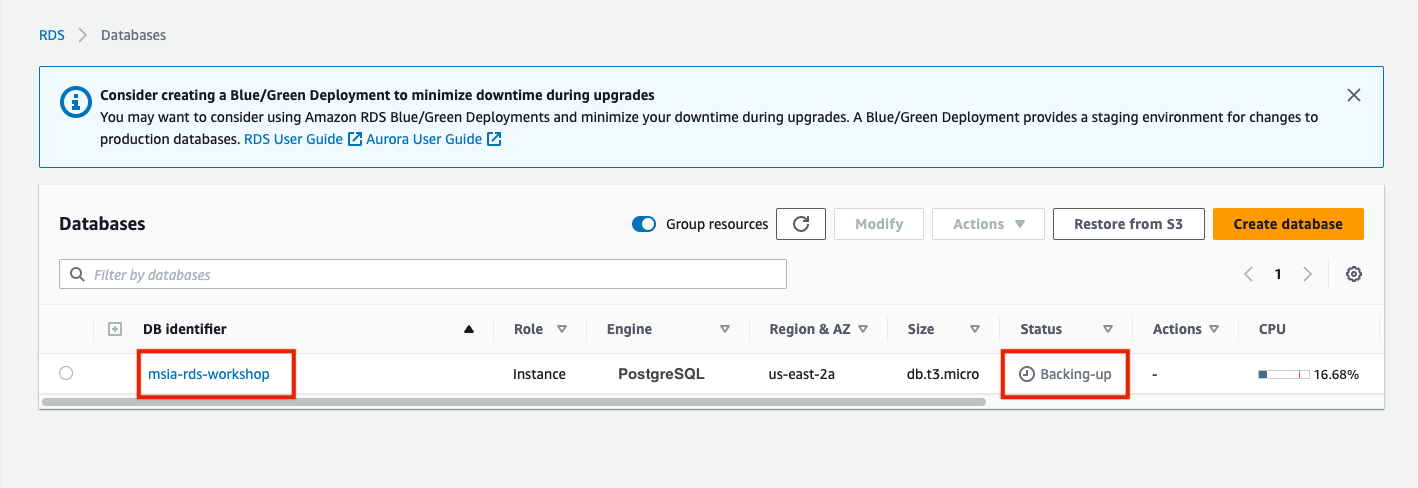 RDS > Databases
Consider creating a Blue/Green Deployment to minimize downtime during upgrades
You may want to consider using Amazon RDS Blue/Green Deployments and minimize your downtime during upgrades. A Blue/Green Deployment provides a staging environment for changes to
production databases. RDS User Guide Aurora User Guide
Databases Group resources Modify Actions Restore from S3 Create database
Filter by databases 1
DB identifier Role Engine Region & AZ Size Status Actions CPU
msia-rds-workshop Instance PostgreSQL us-east-2a db.t3.micro Backing-up - 16.68%